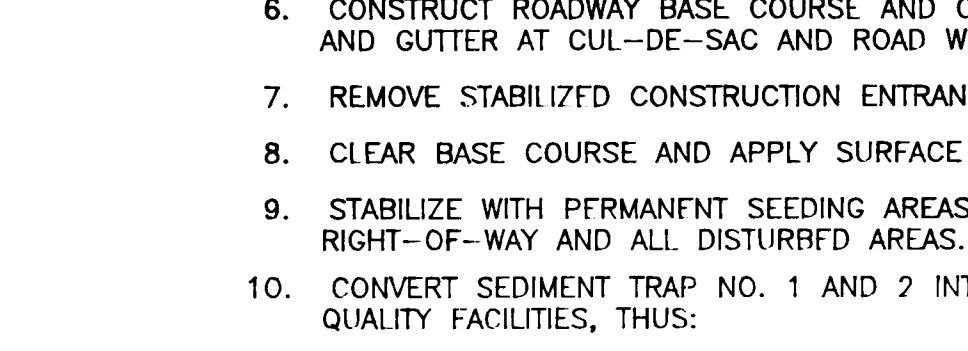 6. CONSTRUCT ROADWAY BASE COURSE AND
AND GUTTER AT CUL-DE-SAC AND ROAD W
7. REMOVE STABILIZED CONSTRUCTION ENTRAN
8. CLEAR BASE COURSE AND APPLY SURFACE
9. STABILIZE WITH PERMANENT SEEDING AREAS
RIGHT-OF-WAY AND ALL DISTURBED AREAS.
10. CONVERT SEDIMENT TRAP NO. 1 AND 2 INT
QUALITY FACILITIES, THUS: